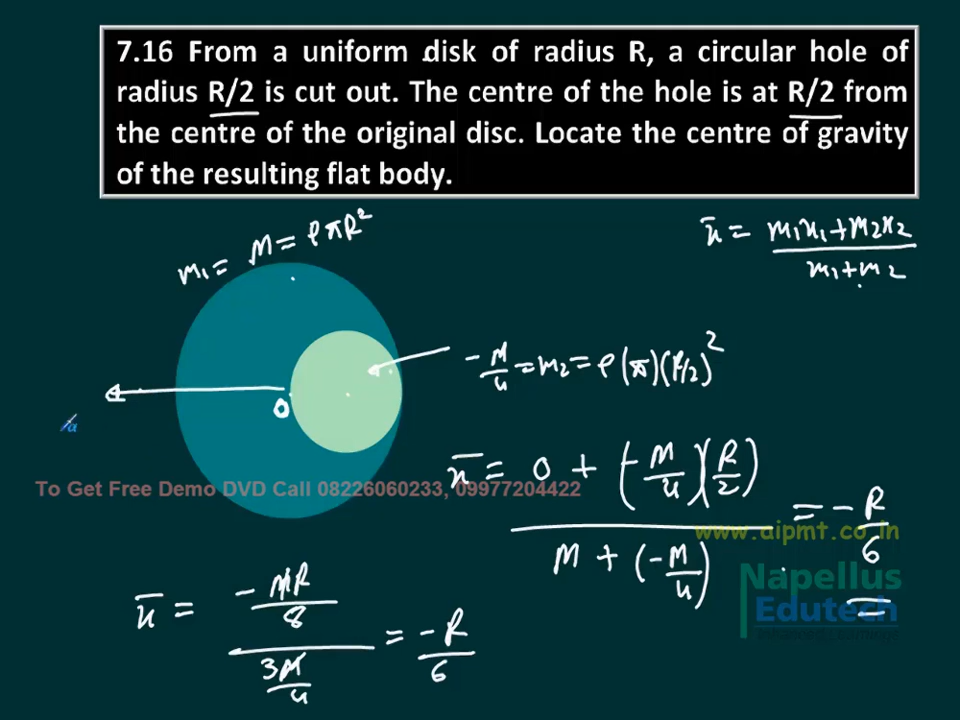 7.16 From a uniform disk of radius R, a circular hole of
radius R/2 is cut out. The centre of the hole is at R/2 from
the centre of the original disc. Locate the centre of gravity
of the resulting flat body.
x̄ = (m₁x₁+m₂x₂)/(m₁+m₂)
m₁ = M = ρπR²
-M/4 = m₂ = ρ(π)(R/2)²
O
x̄ = (0 + (-M/4)(R/2))/(M + (-M/4)) = -R/6
To Get Free Demo DVD Call 08226060233, 09977204422
www.aipmt.co.in
Napellus
Edutech
x̄ = (-MR/8)/(3M/4) = -R/6